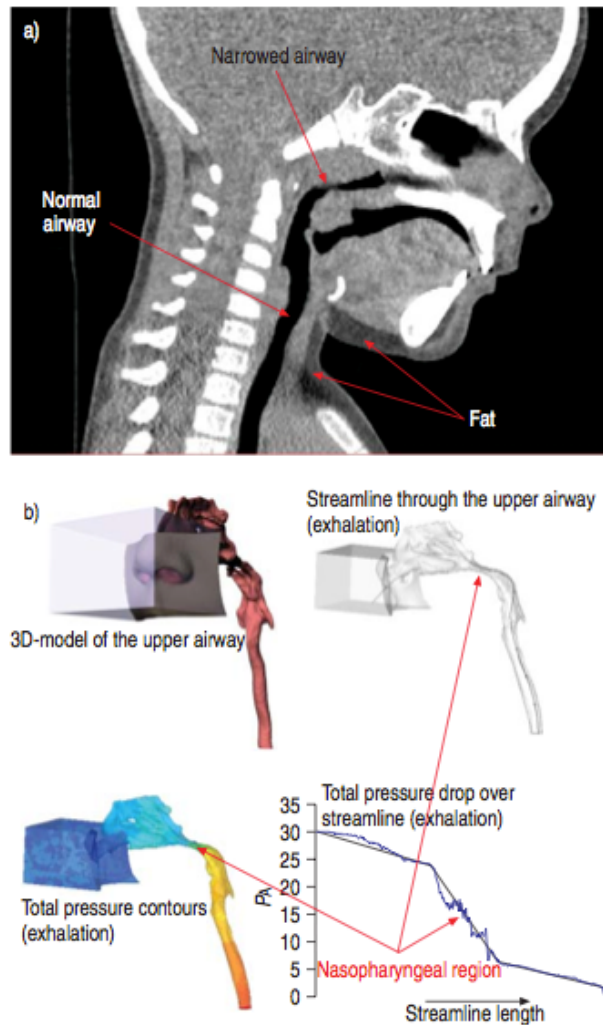 a)
Narrowed airway
Normal
airway
Fat
b)
Streamline through the upper airway
(exhalation)
3D-model of the upper airway
Total pressure drop over
streamline (exhalation)
35
30
25
20
15
10
5
0
PA
Total pressure contours
(exhalation)
Nasopharyngeal region
Streamline length